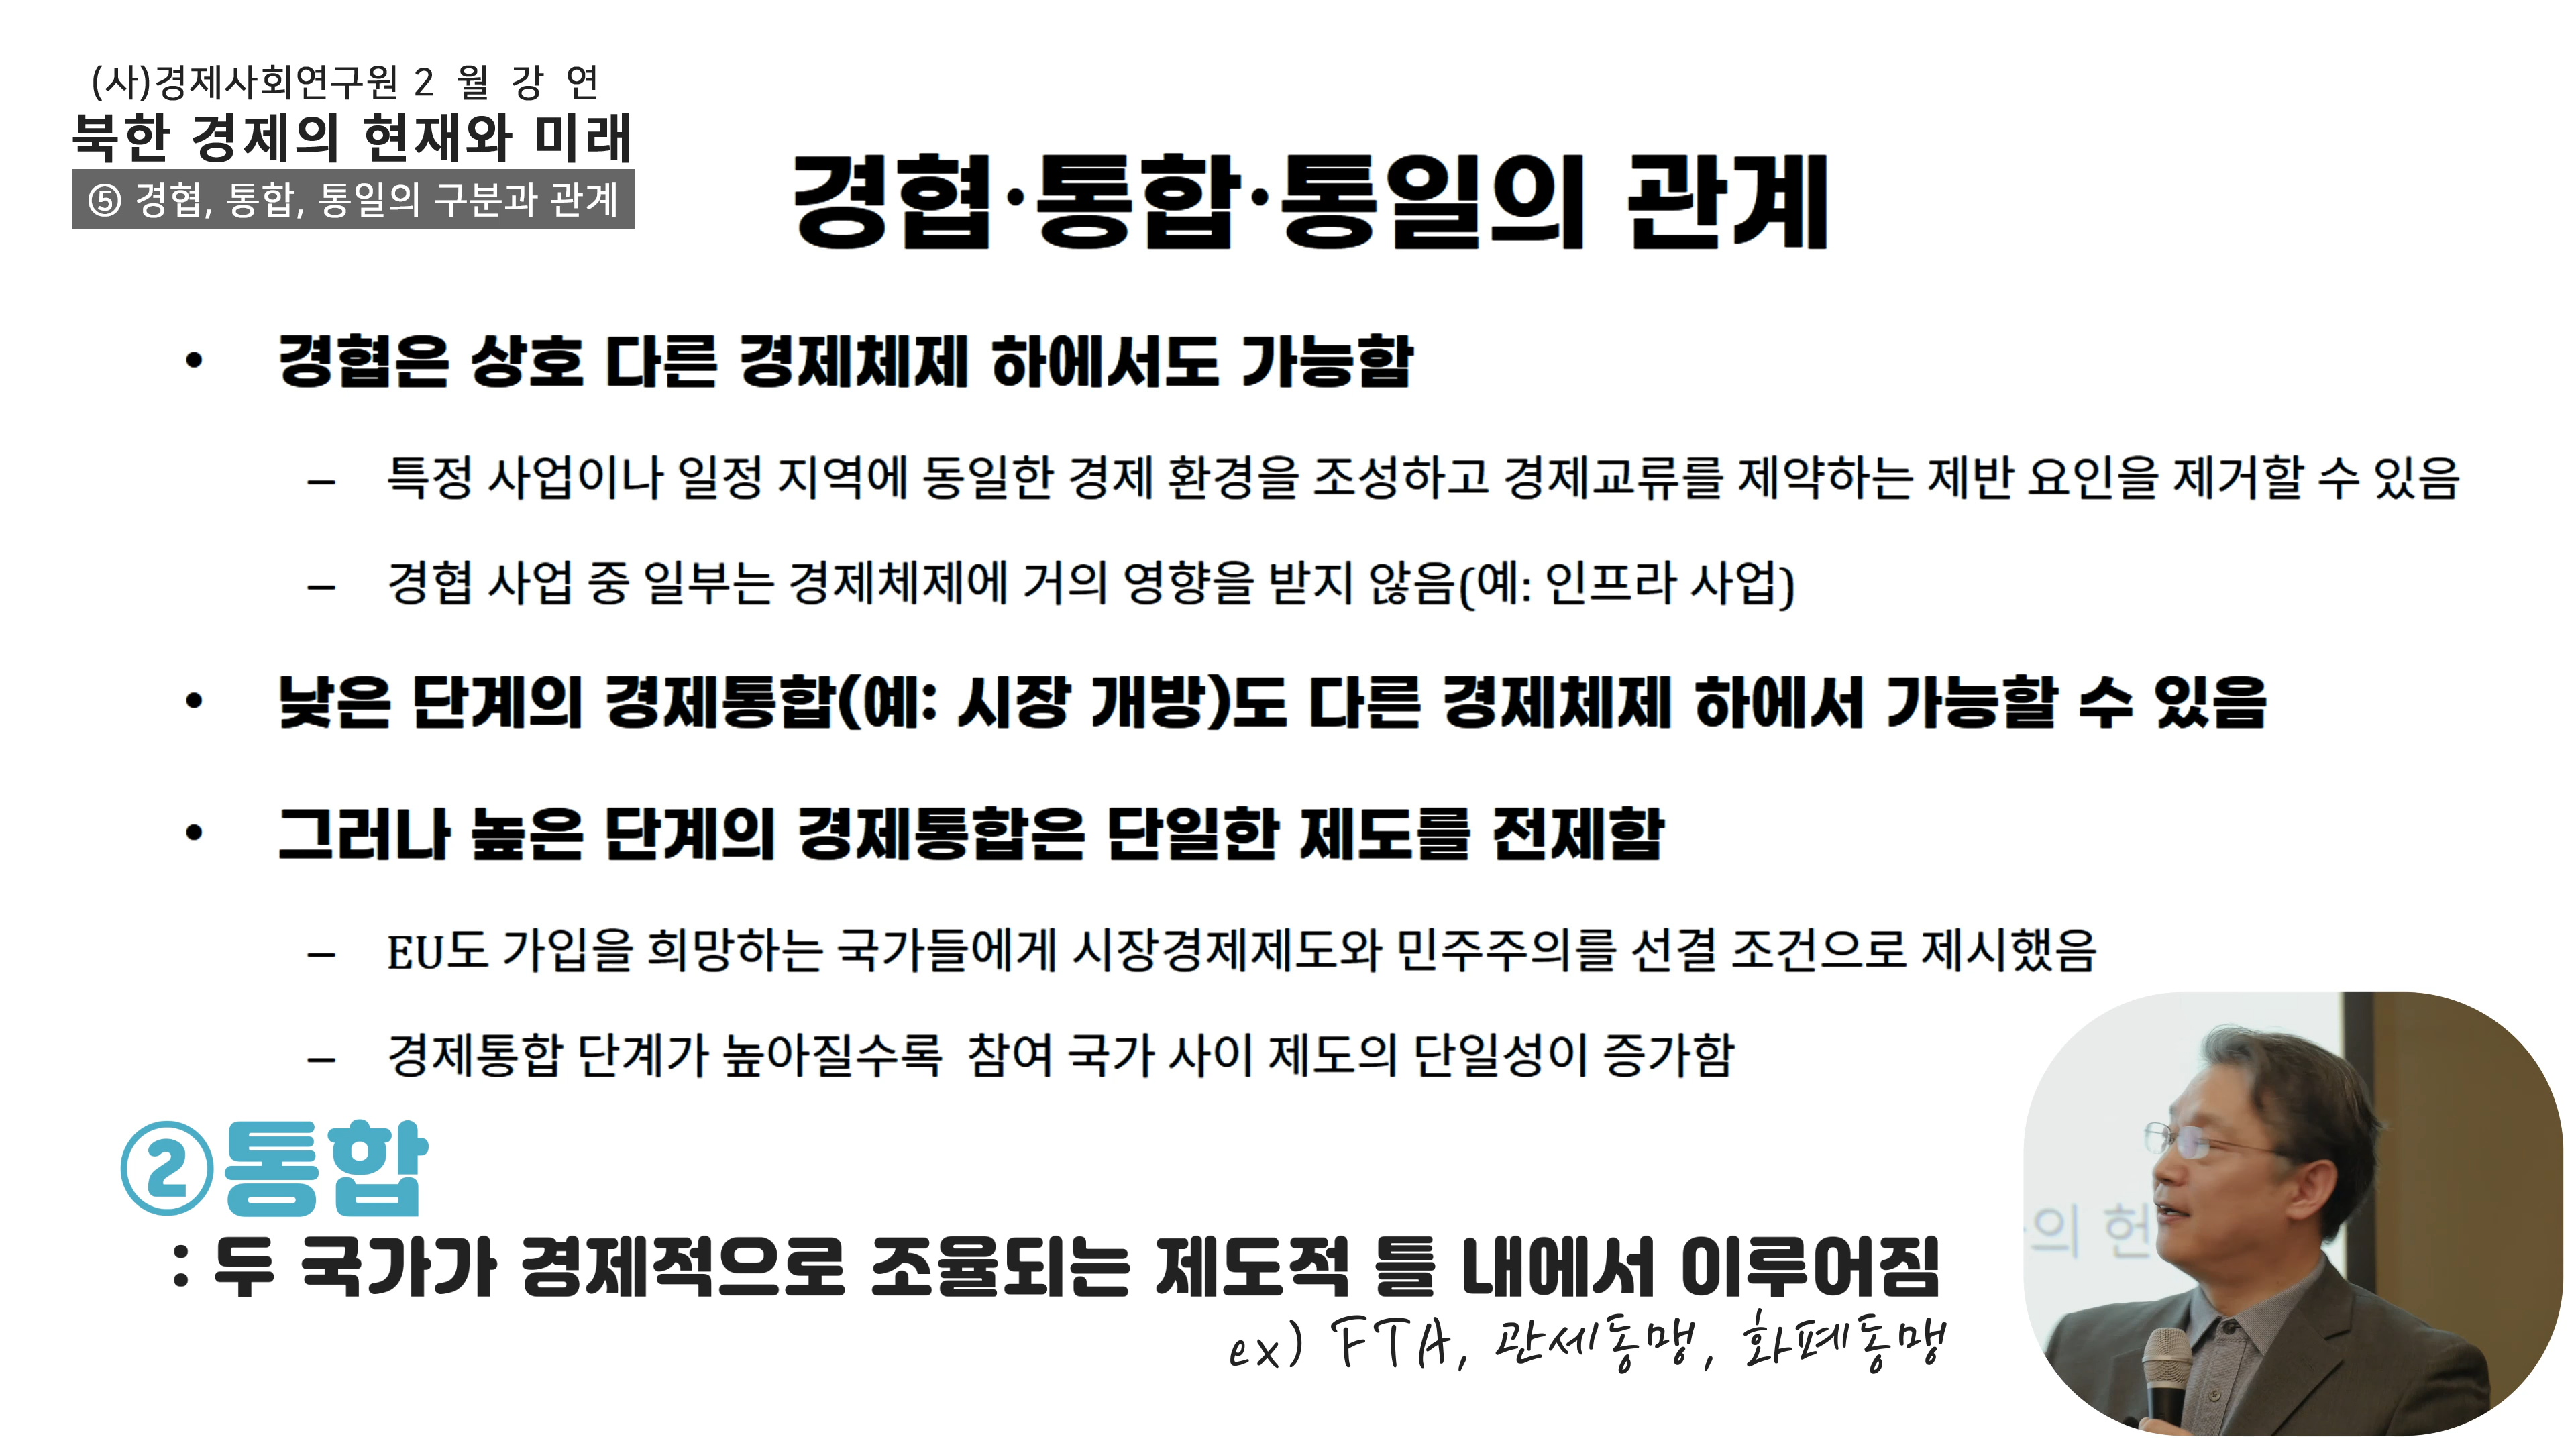 (사)경제사회연구원 2 월 강 연
북한 경제의 현재와 미래
⑤ 경협, 통합, 통일의 구분과 관계
경협·통합·통일의 관계
• 경협은 상호 다른 경제체제 하에서도 가능함
– 특정 사업이나 일정 지역에 동일한 경제 환경을 조성하고 경제교류를 제약하는 제반 요인을 제거할 수 있음
– 경협 사업 중 일부는 경제체제에 거의 영향을 받지 않음(예: 인프라 사업)
• 낮은 단계의 경제통합(예: 시장 개방)도 다른 경제체제 하에서 가능할 수 있음
• 그러나 높은 단계의 경제통합은 단일한 제도를 전제함
– EU도 가입을 희망하는 국가들에게 시장경제제도와 민주주의를 선결 조건으로 제시했음
– 경제통합 단계가 높아질수록 참여 국가 사이 제도의 단일성이 증가함
②통합
: 두 국가가 경제적으로 조율되는 제도적 틀 내에서 이루어짐
ex) FTA, 관세동맹, 화폐동맹
의 헌